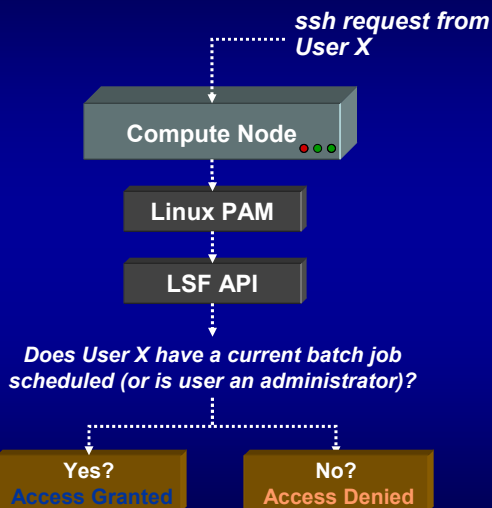 ssh request from
User X
Compute Node
Linux PAM
LSF API
Does User X have a current batch job
scheduled (or is user an administrator)?
Yes?
Access Granted
No?
Access Denied